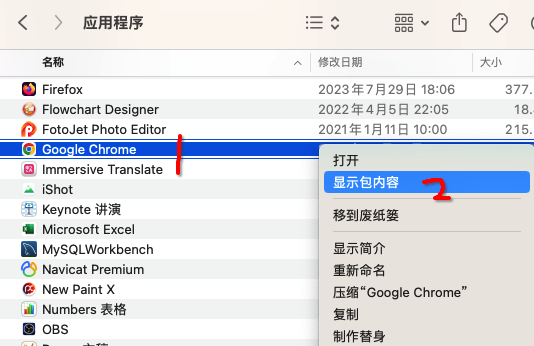 应用程序
名称 修改日期 大小
Firefox 2023年7月29日 18:06 377.
Flowchart Designer 2022年4月5日 22:05 18.
FotoJet Photo Editor 2021年1月11日 10:00 215.
Google Chrome 1
Immersive Translate
iShot
Keynote 讲演
Microsoft Excel
MySQLWorkbench
Navicat Premium
New Paint X
Numbers 表格
OBS
打开
显示包内容 2
移到废纸篓
显示简介
重新命名
压缩“Google Chrome”
复制
制作替身